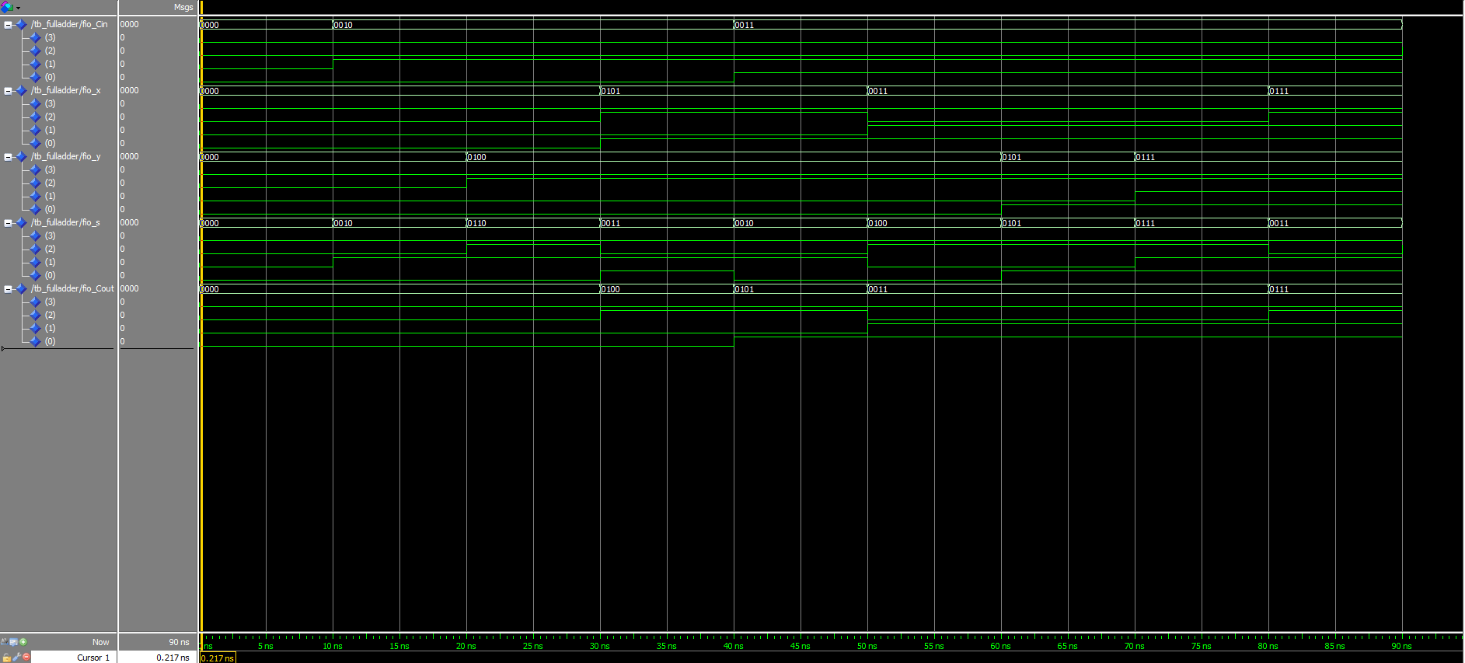 Msgs
/tb_fulladder/fio_Cin 0000 0000 0010 0011
(3) 0
(2) 0
(1) 0
(0) 0
/tb_fulladder/fio_x 0000 0000 0101 0011 0111
(3) 0
(2) 0
(1) 0
(0) 0
/tb_fulladder/fio_y 0000 0000 0100 0101 0111
(3) 0
(2) 0
(1) 0
(0) 0
/tb_fulladder/fio_s 0000 0000 0010 0110 0011 0010 0100 0101 0111 0011
(3) 0
(2) 0
(1) 0
(0) 0
/tb_fulladder/fio_Cout 0000 0000 0100 0101 0011 0111
(3) 0
(2) 0
(1) 0
(0) 0
Now 90 ns ns 5 ns 10 ns 15 ns 20 ns 25 ns 30 ns 35 ns 40 ns 45 ns 50 ns 55 ns 60 ns 65 ns 70 ns 75 ns 80 ns 85 ns 90 ns
Cursor 1 0.217 ns 0.217 ns